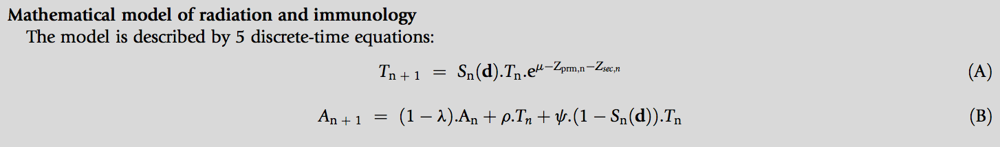 Mathematical model of radiation and immunology
The model is described by 5 discrete-time equations:
Tn + 1 = Sn(d).Tn.e^μ−Zprm,n−Zsec,n (A)
An + 1 = (1 − λ).An + ρ.Tn + ψ.(1 − Sn(d)).Tn (B)